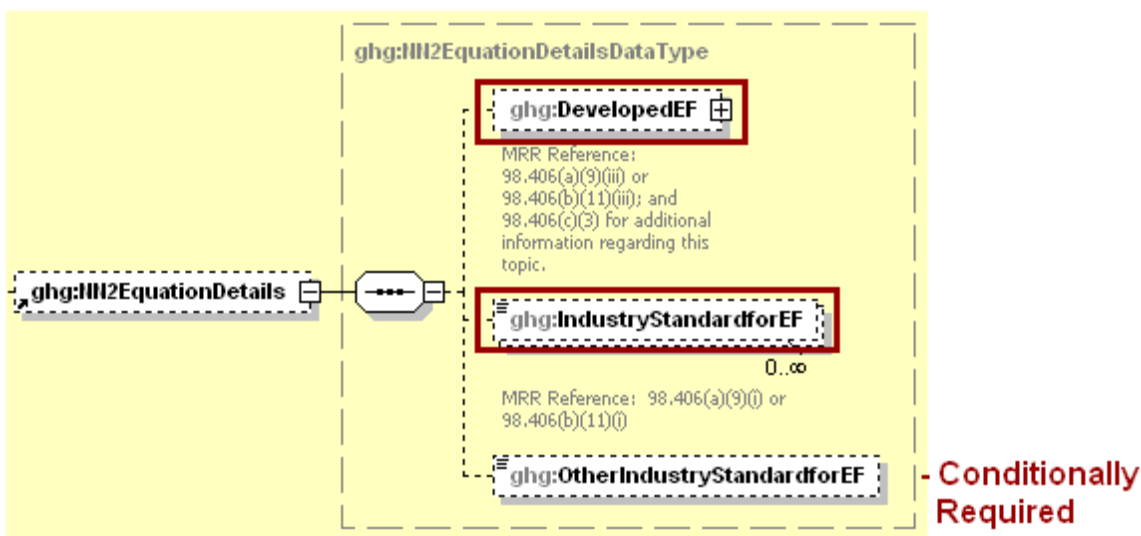 ghg:NN2EquationDetailsDataType
ghg:DevelopedEF
MRR Reference:
98.406(a)(9)(iii) or
98.406(b)(11)(iii); and
98.406(c)(3) for additional
information regarding this
topic.
ghg:NN2EquationDetails
ghg:IndustryStandardforEF
0..∞
MRR Reference: 98.406(a)(9)(i) or
98.406(b)(11)(i)
ghg:OtherIndustryStandardforEF
- Conditionally
Required